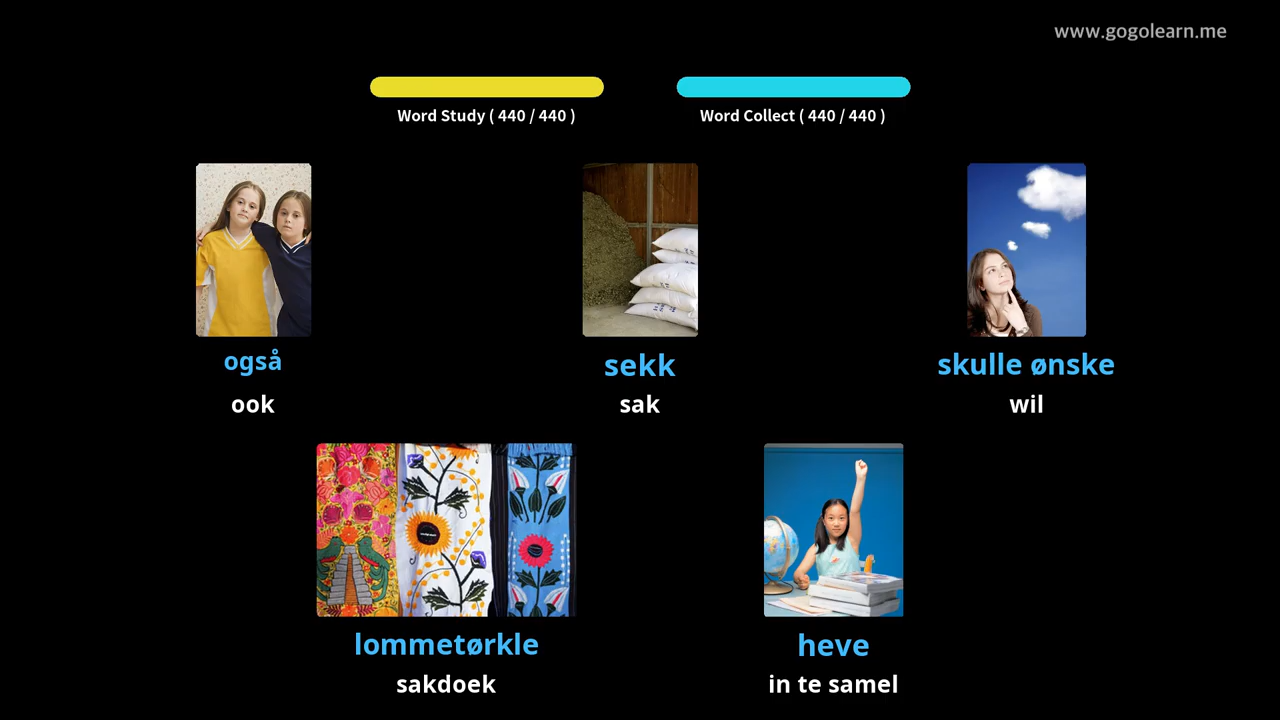 www.gogolearn.me
Word Study ( 440 / 440 )
Word Collect ( 440 / 440 )
også
ook
sekk
sak
skulle ønske
wil
lommetørkle
sakdoek
heve
in te samel